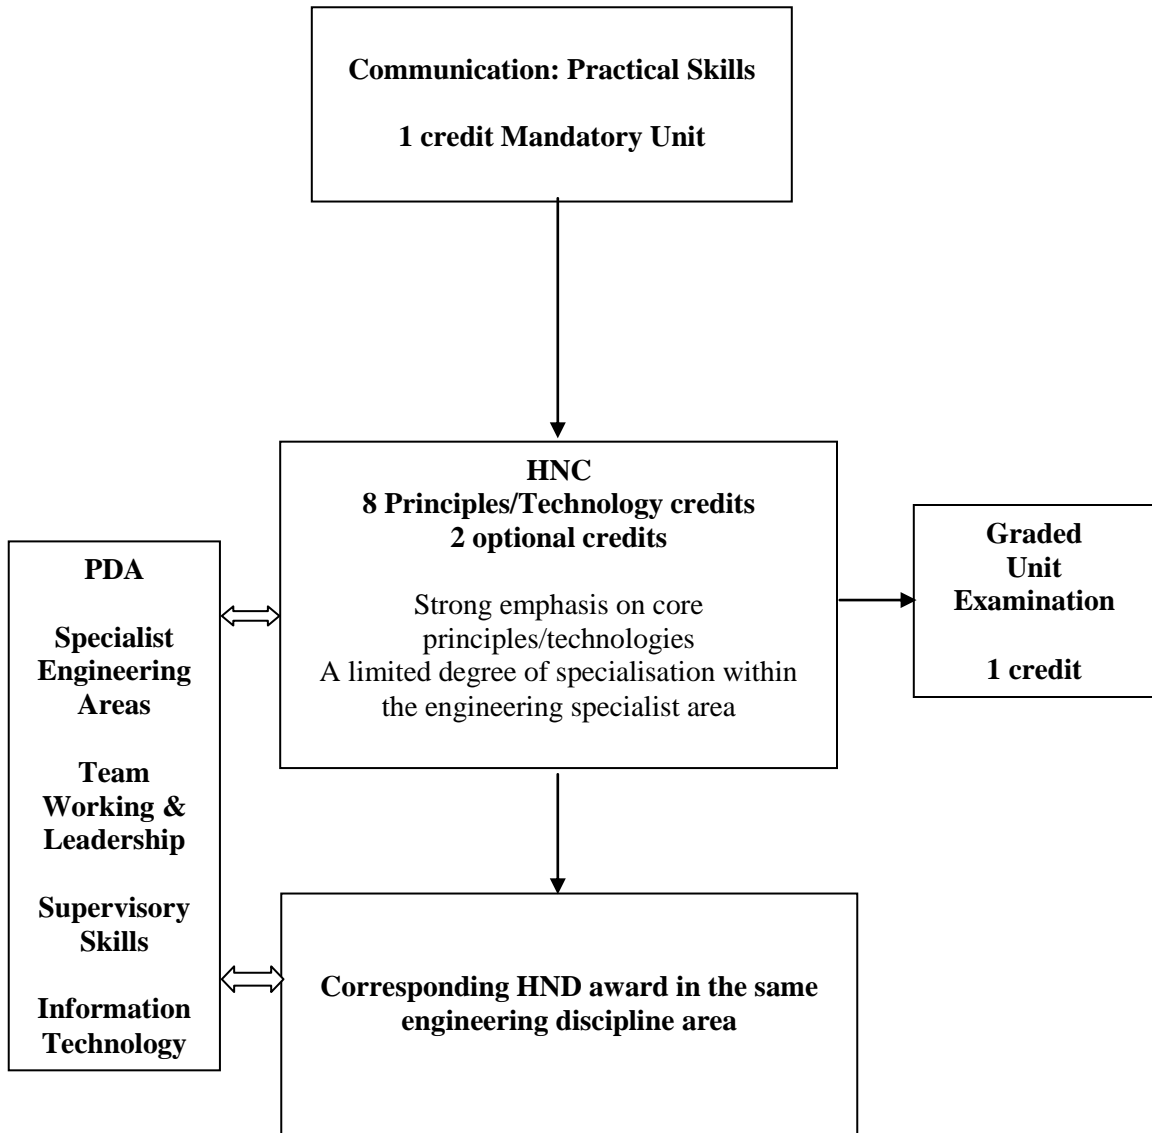 Communication: Practical Skills
1 credit Mandatory Unit
HNC
8 Principles/Technology credits
2 optional credits
Strong emphasis on core
principles/technologies
A limited degree of specialisation within
the engineering specialist area
Graded
Unit
Examination
1 credit
PDA
Specialist
Engineering
Areas
Team
Working &
Leadership
Supervisory
Skills
Information
Technology
Corresponding HND award in the same
engineering discipline area